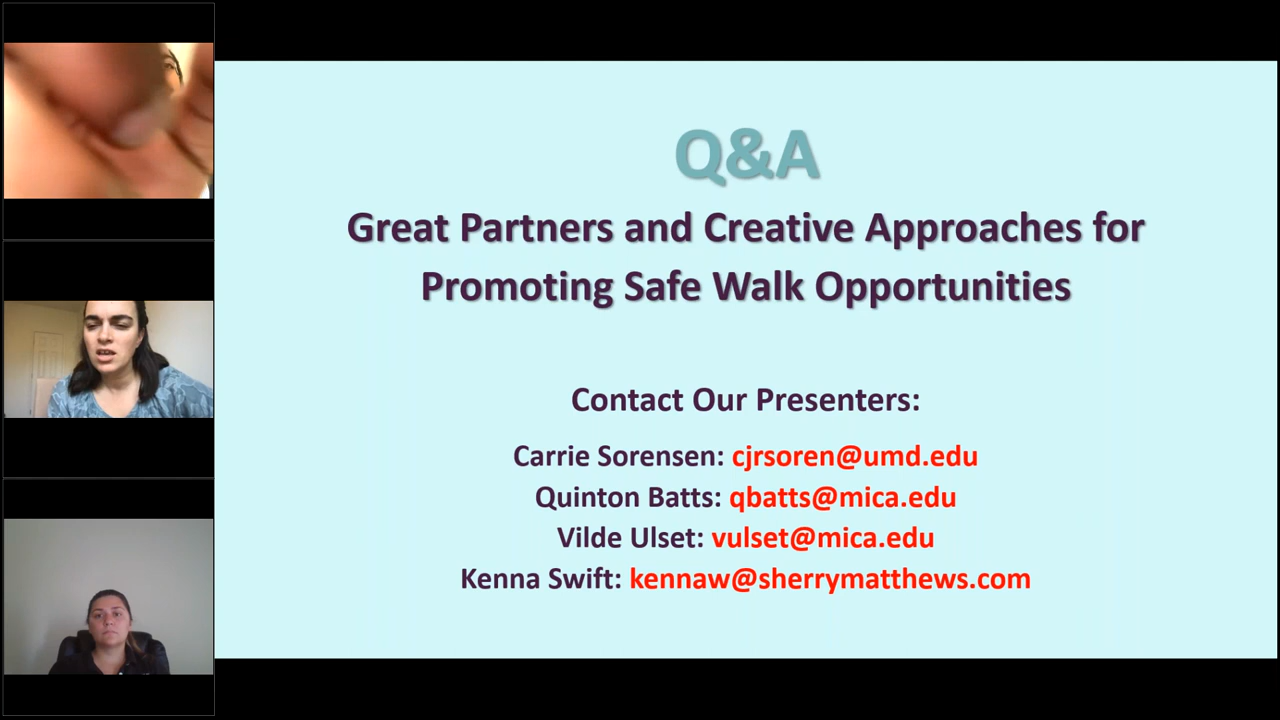 Q&A
Great Partners and Creative Approaches for
Promoting Safe Walk Opportunities
Contact Our Presenters:
Carrie Sorensen: cjrsoren@umd.edu
Quinton Batts: qbatts@mica.edu
Vilde Ulset: vulset@mica.edu
Kenna Swift: kennaw@sherrymatthews.com